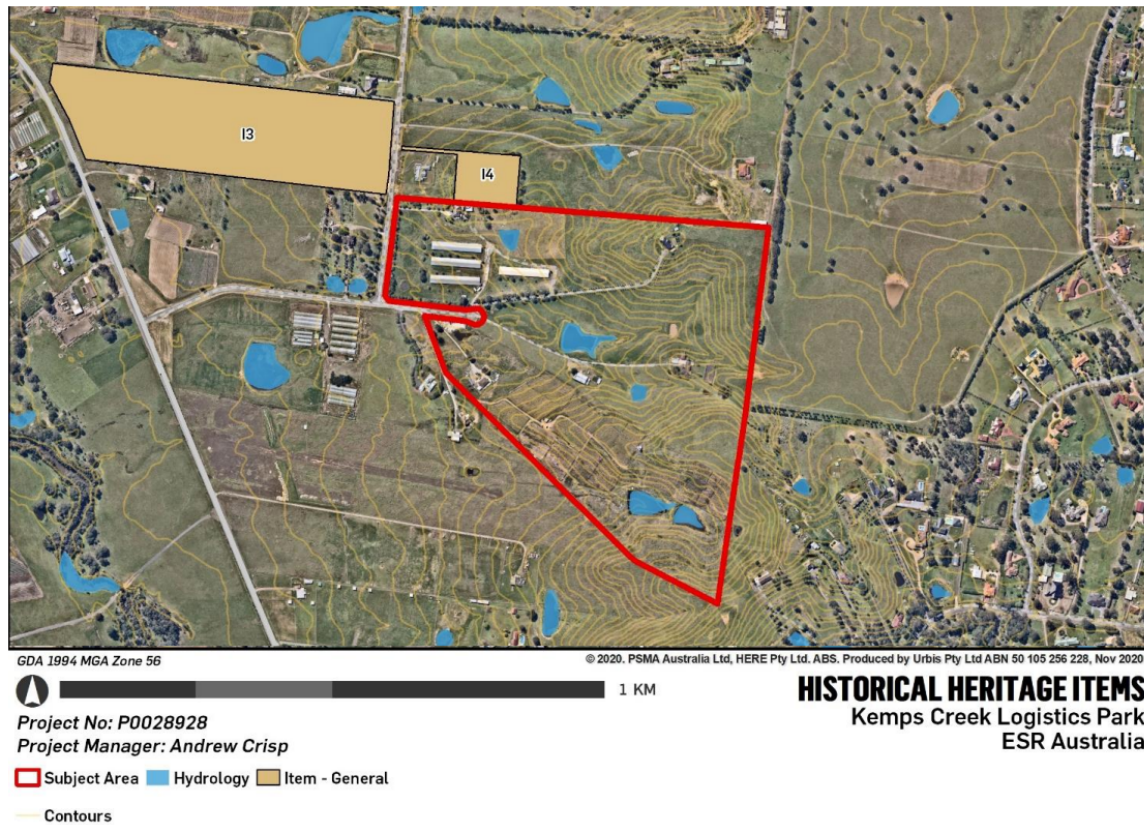 I3
I4
GDA 1994 MGA Zone 56
© 2020. PSMA Australia Ltd, HERE Pty Ltd. ABS. Produced by Urbis Pty Ltd ABN 50 105 256 228, Nov 2020
1 KM
HISTORICAL HERITAGE ITEMS
Kemps Creek Logistics Park
ESR Australia
Project No: P0028928
Project Manager: Andrew Crisp
Subject Area
Hydrology
Item - General
Contours